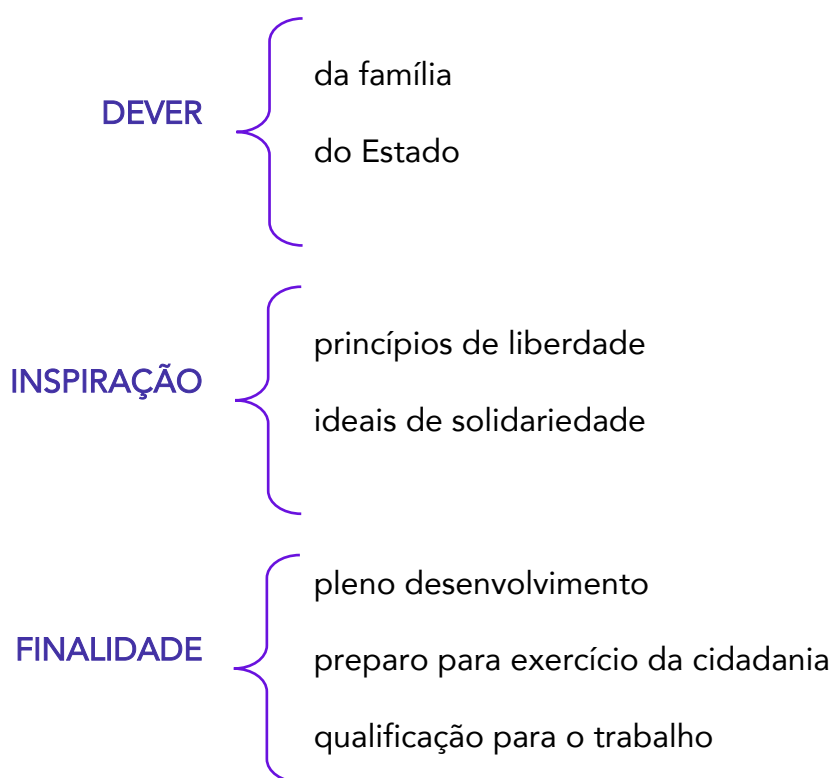 DEVER
da família
do Estado
INSPIRAÇÃO
princípios de liberdade
ideais de solidariedade
FINALIDADE
pleno desenvolvimento
preparo para exercício da cidadania
qualificação para o trabalho